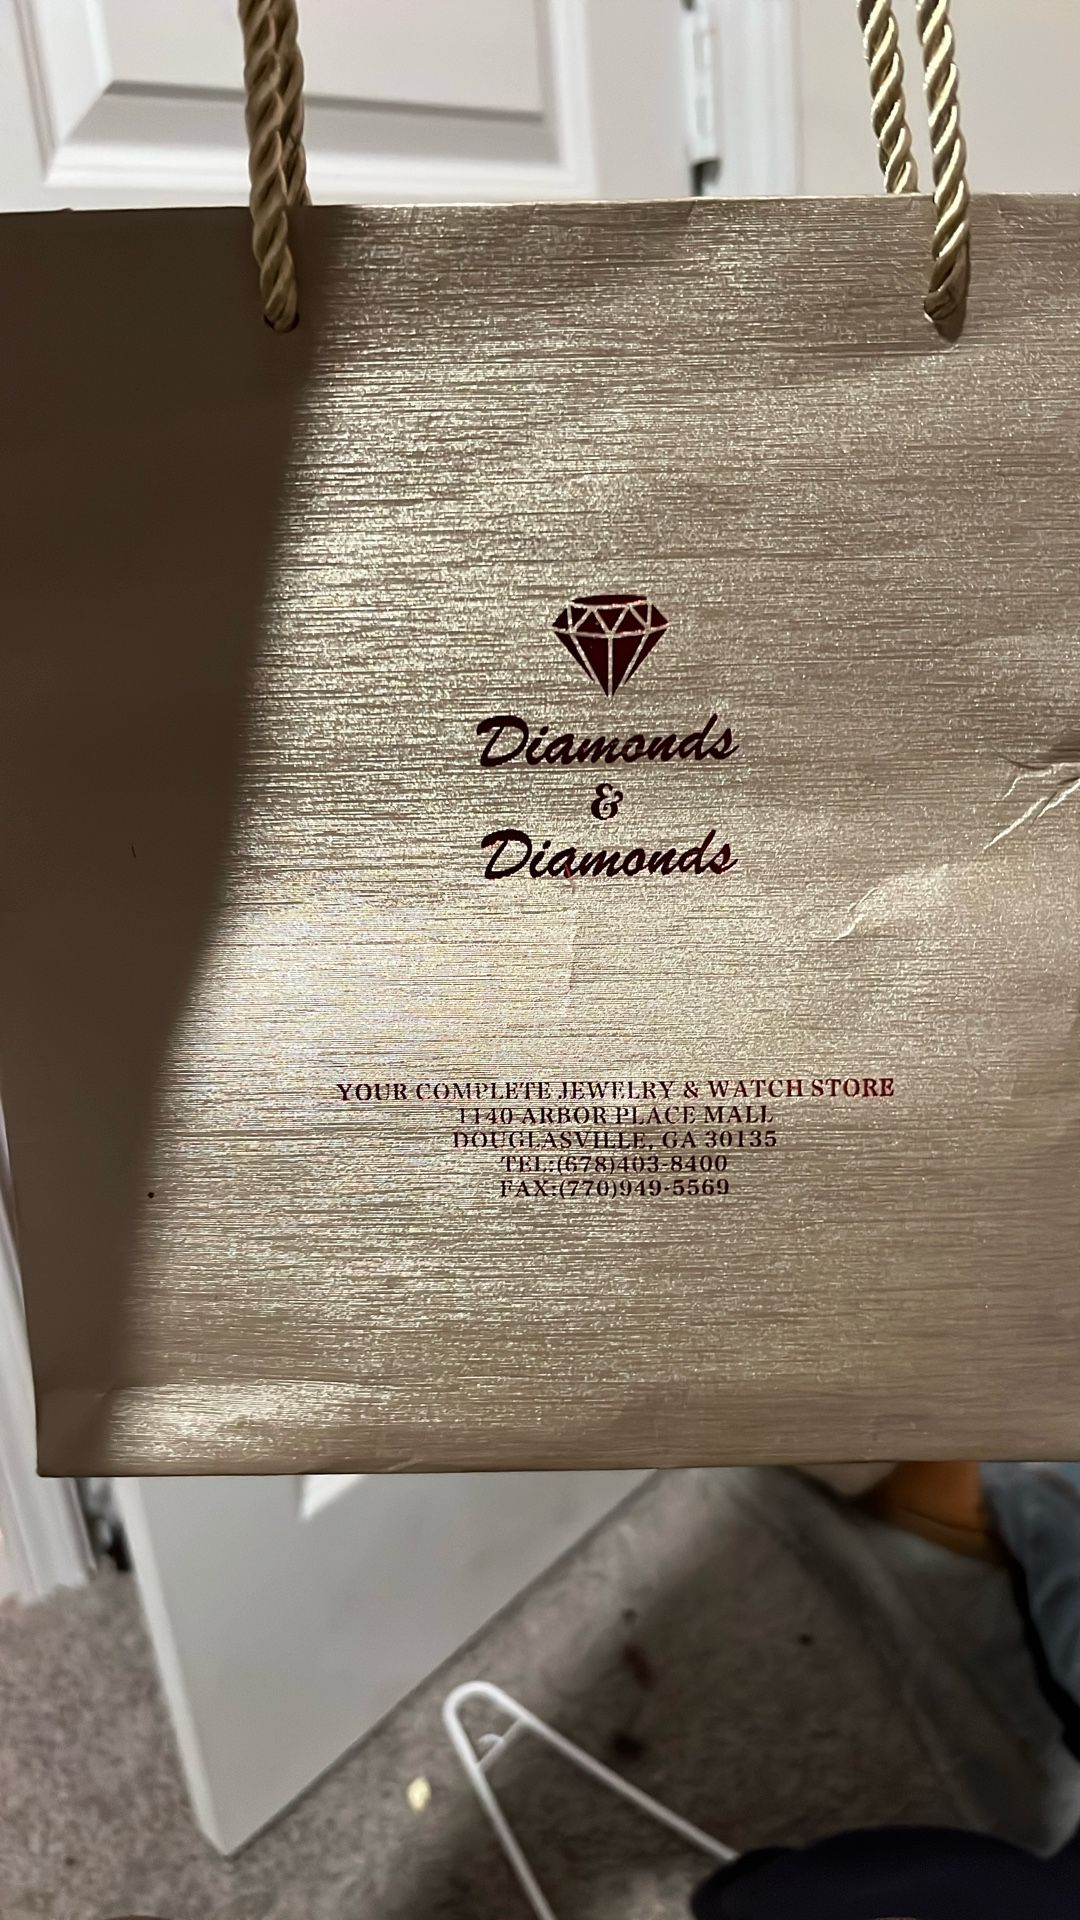 Diamonds
&
Diamonds
YOUR COMPLETE JEWELRY & WATCH STORE
1140 ARBOR PLACE MALL
DOUGLASVILLE, GA 30135
TEL:(678)403-8400
FAX:(770)949-5569